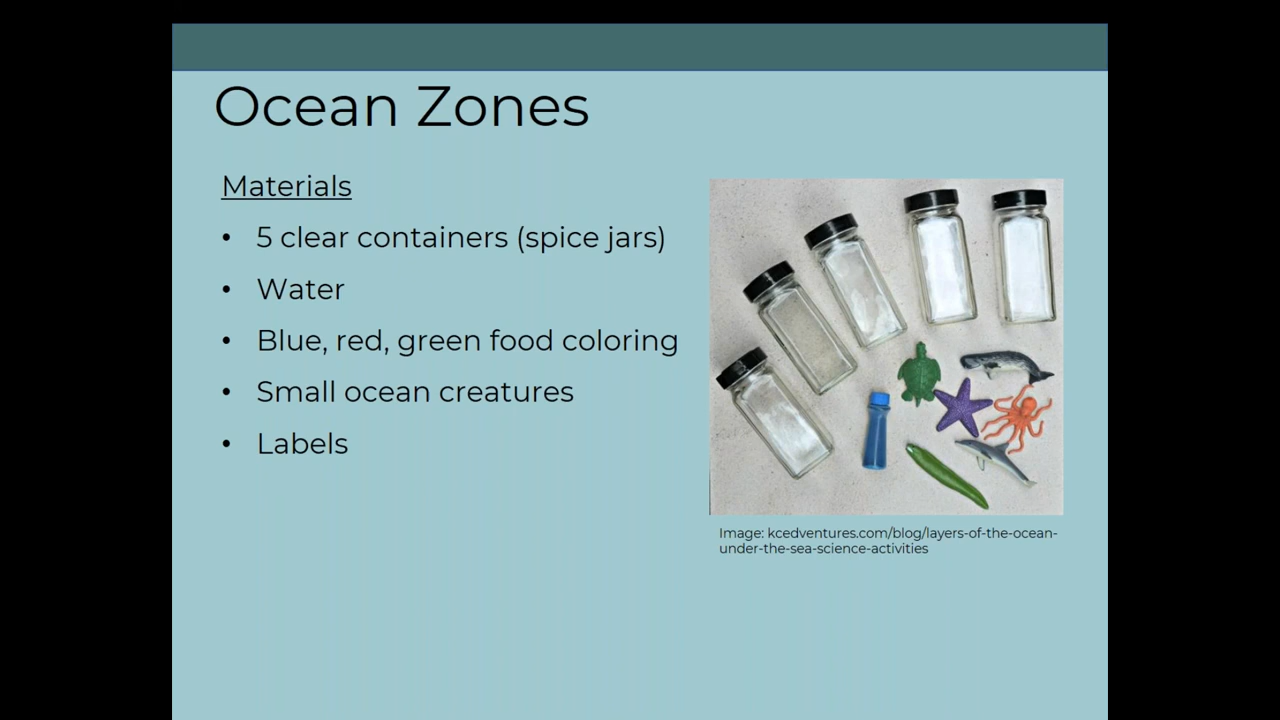 Ocean Zones
Materials
• 5 clear containers (spice jars)
• Water
• Blue, red, green food coloring
• Small ocean creatures
• Labels
Image: kcedventures.com/blog/layers-of-the-ocean-
under-the-sea-science-activities